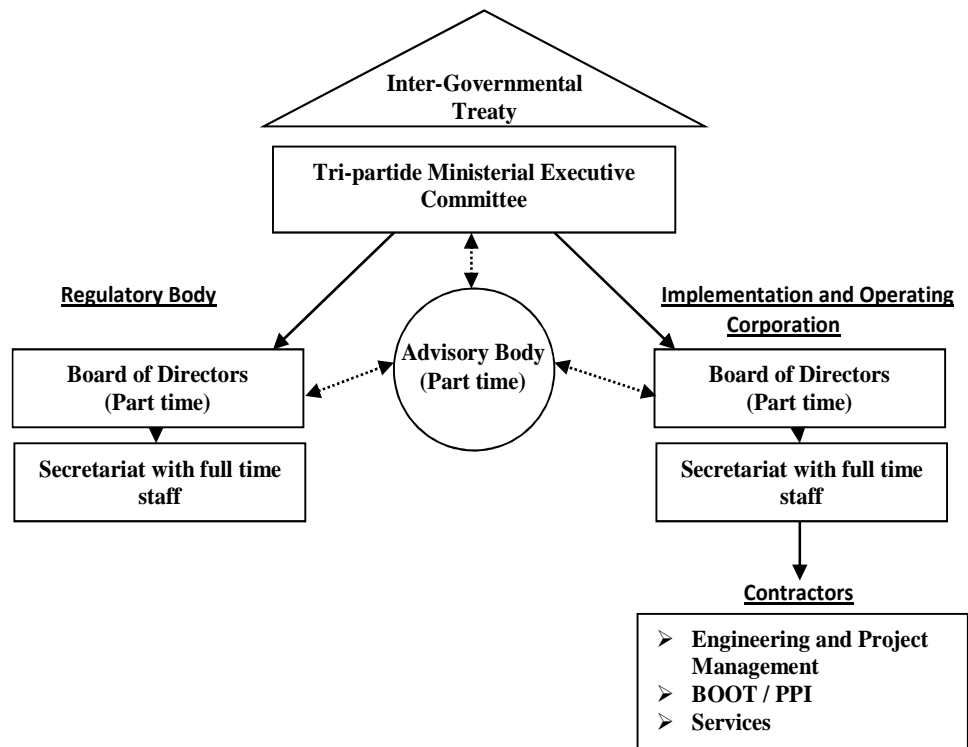 Inter-Governmental
Treaty
Tri-partide Ministerial Executive
Committee
Regulatory Body
Implementation and Operating
Corporation
Advisory Body
(Part time)
Board of Directors
(Part time)
Board of Directors
(Part time)
Secretariat with full time
staff
Secretariat with full time
staff
Contractors
➢ Engineering and Project
Management
➢ BOOT / PPI
➢ Services